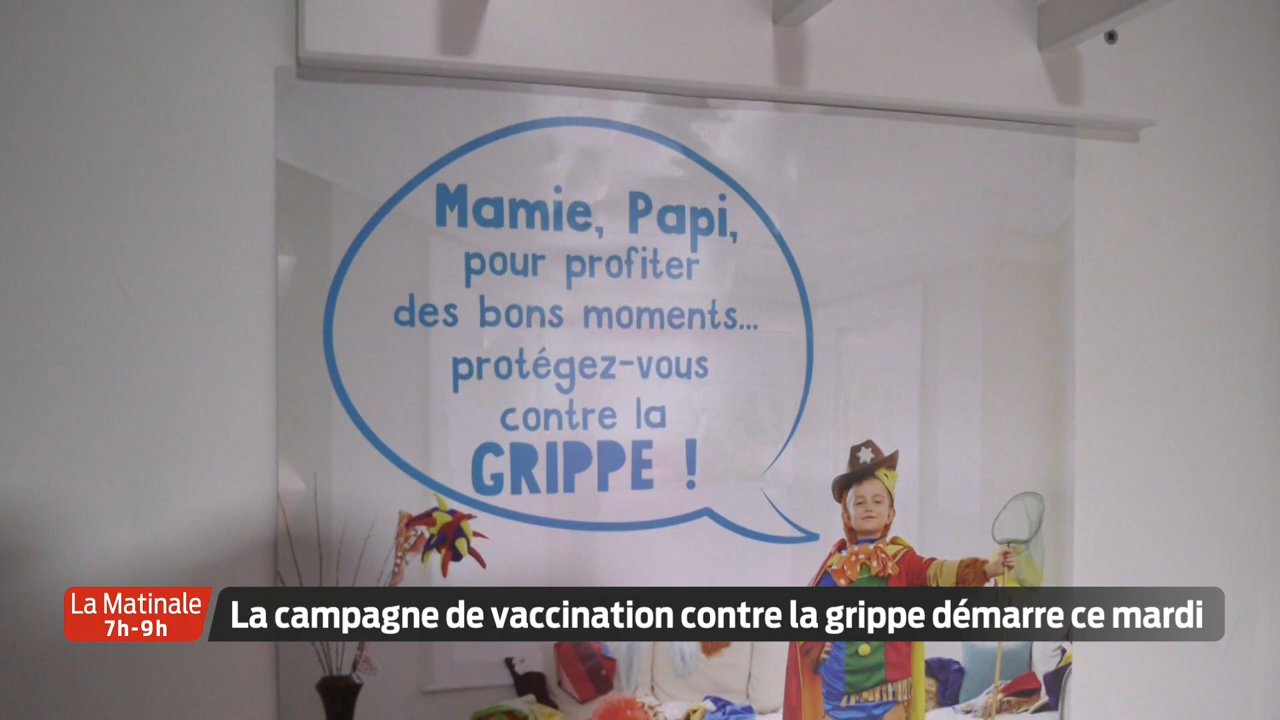 Mamie, Papi,
pour profiter
des bons moments...
protégez-vous
contre la
GRIPPE !
La Matinale
7h-9h
La campagne de vaccination contre la grippe démarre ce mardi